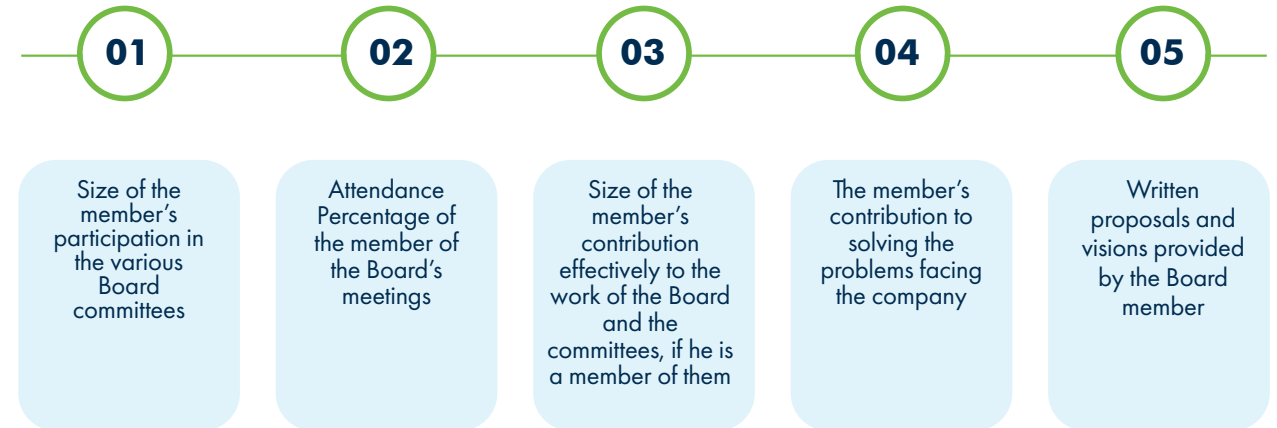 01
02
03
04
05
Size of the
member's
participation in
the various
Board
committees
Attendance
Percentage of
the member of
the Board's
meetings
Size of the
member's
contribution
effectively to the
work of the Board
and the
committees, if he is
a member of them
The member's
contribution to
solving the
problems facing
the company
Written
proposals and
visions provided
by the Board
member